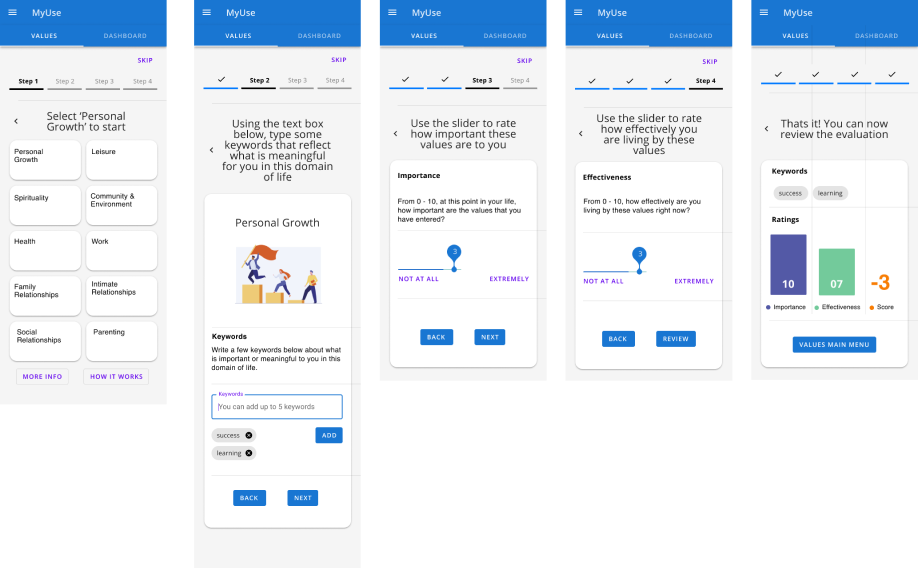 MyUse
VALUES
DASHBOARD
SKIP
Step 1
Step 2
Step 3
Step 4
Select 'Personal
Growth' to start
Personal
Growth
Leisure
Spirituality
Community &
Environment
Health
Work
Family
Relationships
Intimate
Relationships
Social
Relationships
Parenting
MORE INFO
HOW IT WORKS
MyUse
VALUES
DASHBOARD
SKIP
Step 2
Step 3
Step 4
Using the text box
below, type some
keywords that reflect
what is meaningful
for you in this domain
of life
Personal Growth
Keywords
Write a few keywords below about what
is important or meaningful to you in this
domain of life.
Keywords
You can add up to 5 keywords
success
ADD
learning
BACK
NEXT
MyUse
VALUES
DASHBOARD
SKIP
Step 3
Step 4
Use the slider to rate
how important these
values are to you
Importance
From 0 - 10, at this point in your life,
how important are the values that you
have entered?
3
NOT AT ALL
EXTREMELY
BACK
NEXT
MyUse
VALUES
DASHBOARD
SKIP
Step 4
Use the slider to rate
how effectively you
are living by these
values
Effectiveness
From 0 - 10, how effectively are you
living by these values right now?
3
NOT AT ALL
EXTREMELY
BACK
REVIEW
MyUse
VALUES
DASHBOARD
Thats it! You can now
review the evaluation
Keywords
success
learning
Ratings
10
07
-3
Importance
Effectiveness
Score
VALUES MAIN MENU